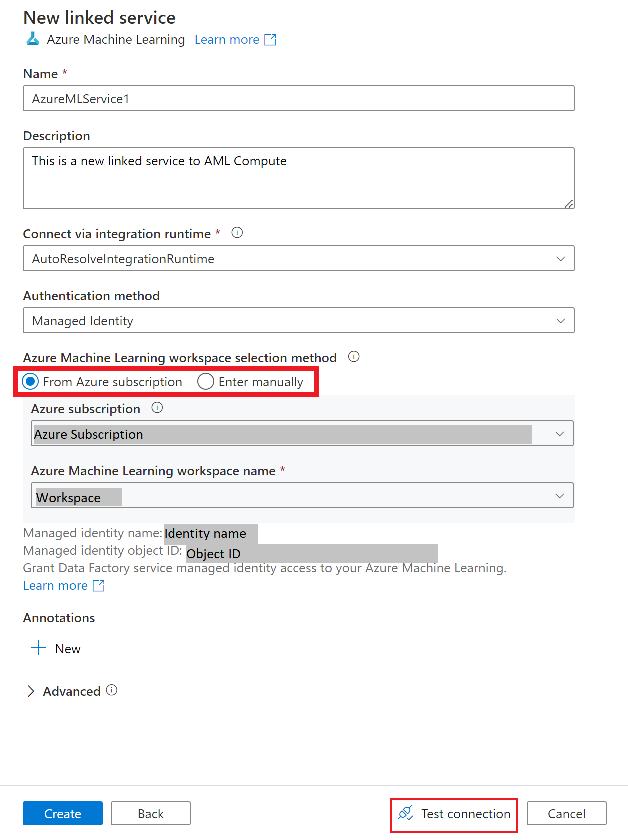 New linked service
Azure Machine Learning Learn more
Name *
AzureMLService1
Description
This is a new linked service to AML Compute
Connect via integration runtime *
AutoResolveIntegrationRuntime
Authentication method
Managed Identity
Azure Machine Learning workspace selection method
From Azure subscription Enter manually
Azure subscription
Azure Subscription
Azure Machine Learning workspace name *
Workspace
Managed identity name: Identity name
Managed identity object ID: Object ID
Grant Data Factory service managed identity access to your Azure Machine Learning.
Learn more
Annotations
New
Advanced
Create Back Test connection Cancel